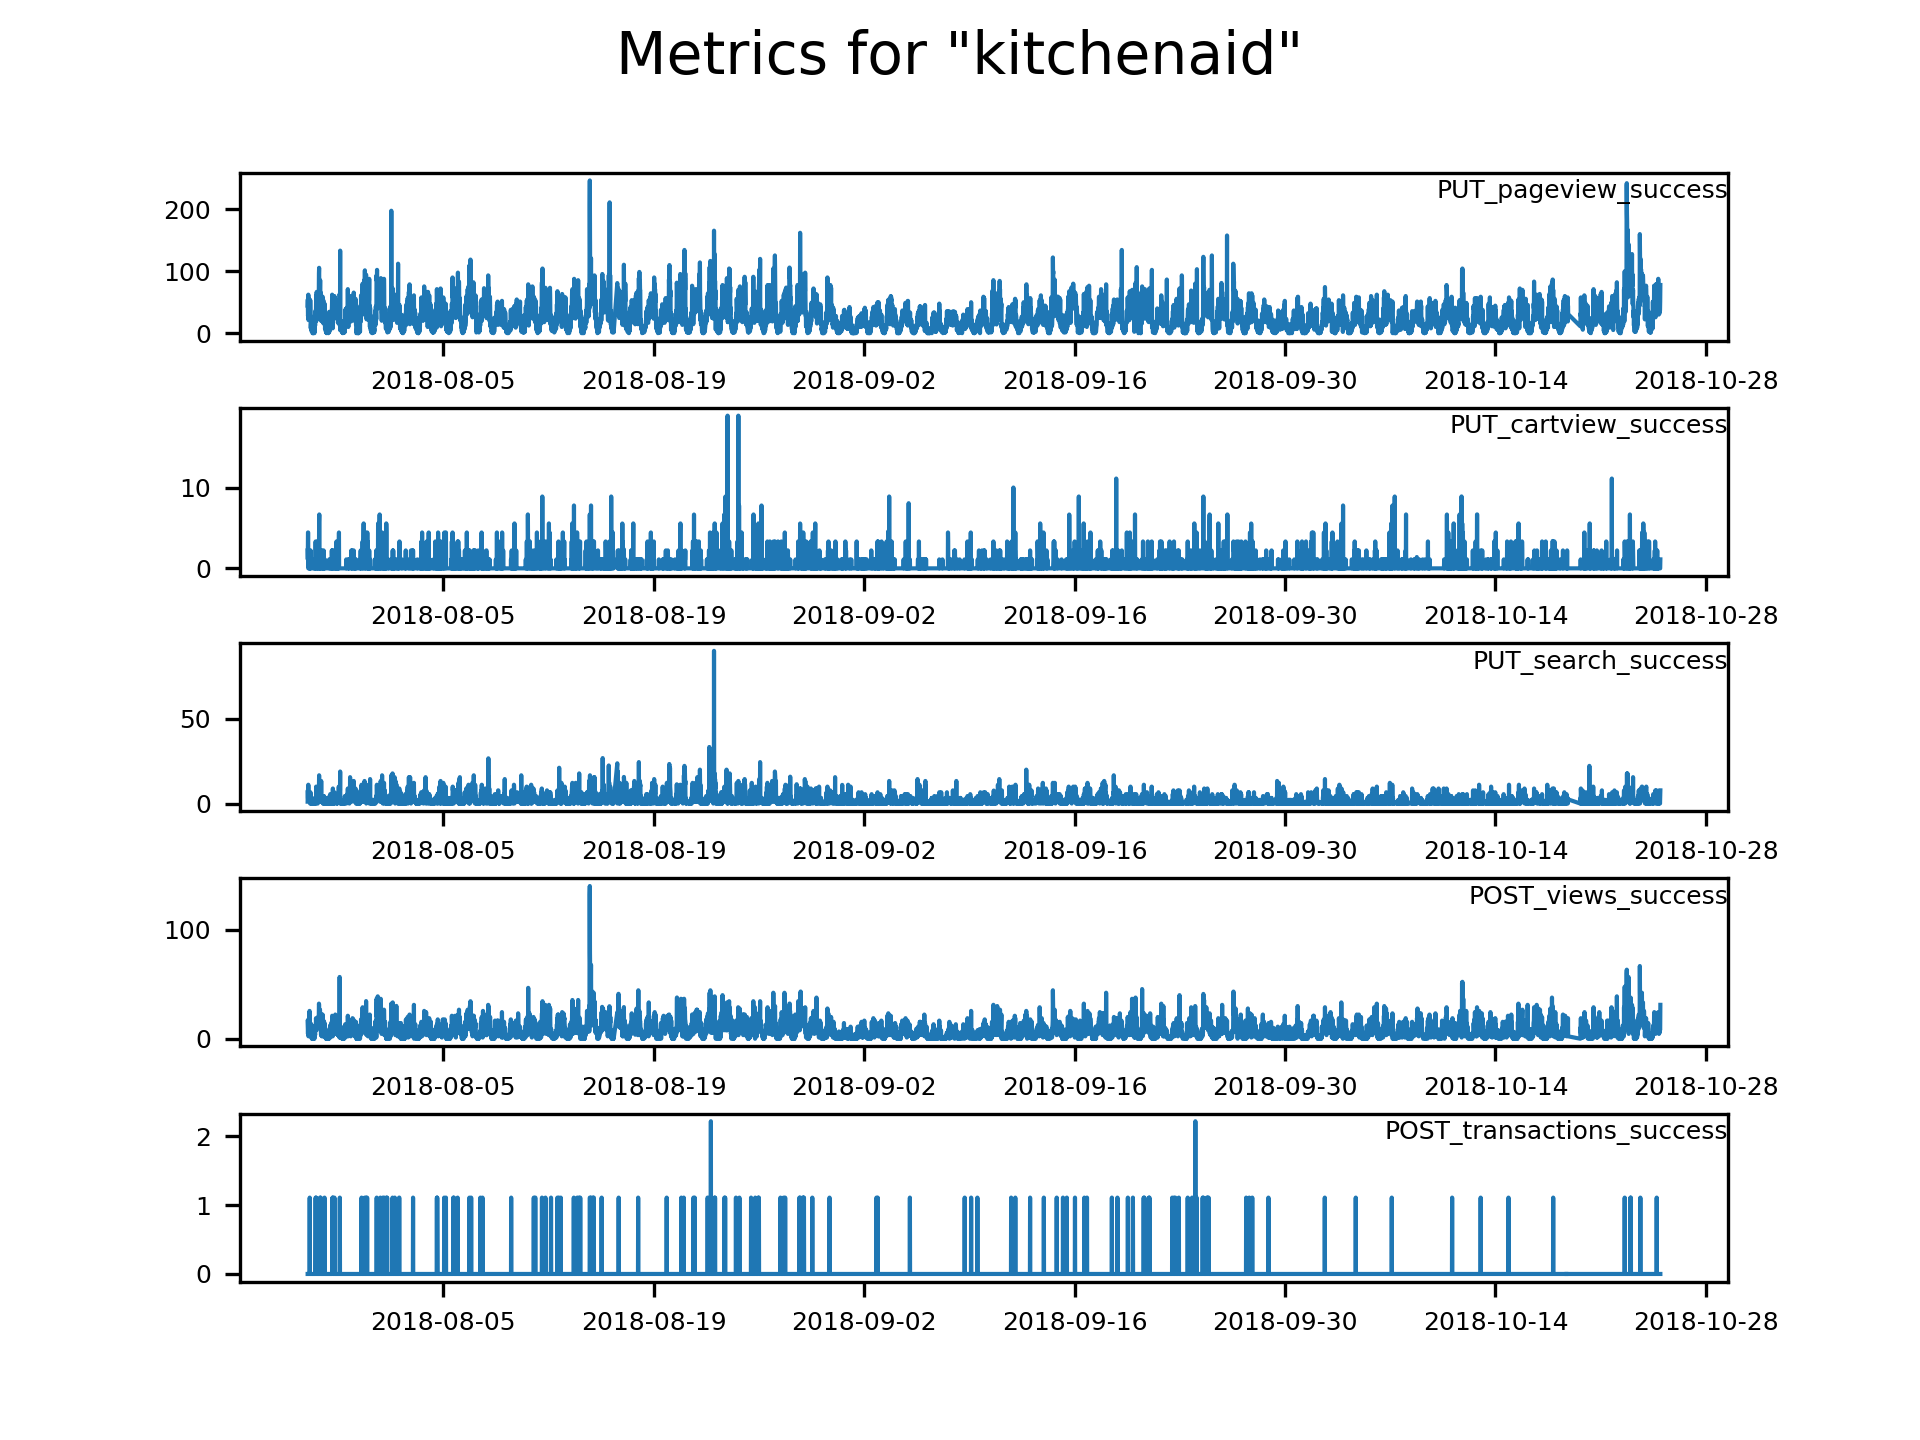 Metrics for "kitchenaid"
PUT_pageview_success
200
100
0
2018-08-05 2018-08-19 2018-09-02 2018-09-16 2018-09-30 2018-10-14 2018-10-28
PUT_cartview_success
10
0
2018-08-05 2018-08-19 2018-09-02 2018-09-16 2018-09-30 2018-10-14 2018-10-28
PUT_search_success
50
0
2018-08-05 2018-08-19 2018-09-02 2018-09-16 2018-09-30 2018-10-14 2018-10-28
POST_views_success
100
0
2018-08-05 2018-08-19 2018-09-02 2018-09-16 2018-09-30 2018-10-14 2018-10-28
POST_transactions_success
2
1
0
2018-08-05 2018-08-19 2018-09-02 2018-09-16 2018-09-30 2018-10-14 2018-10-28